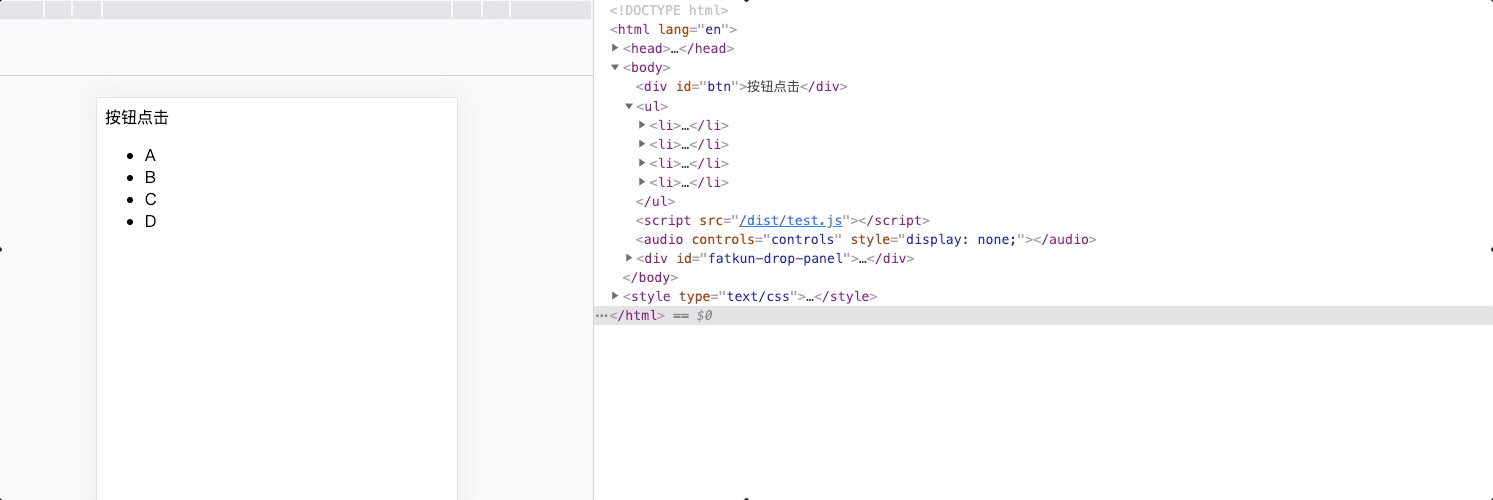 按钮点击
A
B
C
D
<!DOCTYPE html>
<html lang="en">
<head>…</head>
<body>
<div id="btn">按钮点击</div>
<ul>
<li>…</li>
<li>…</li>
<li>…</li>
<li>…</li>
</ul>
<script src="/dist/test.js"></script>
<audio controls="controls" style="display: none;"></audio>
<div id="fatkun-drop-panel">…</div>
</body>
<style type="text/css">…</style>
…</html> == $0